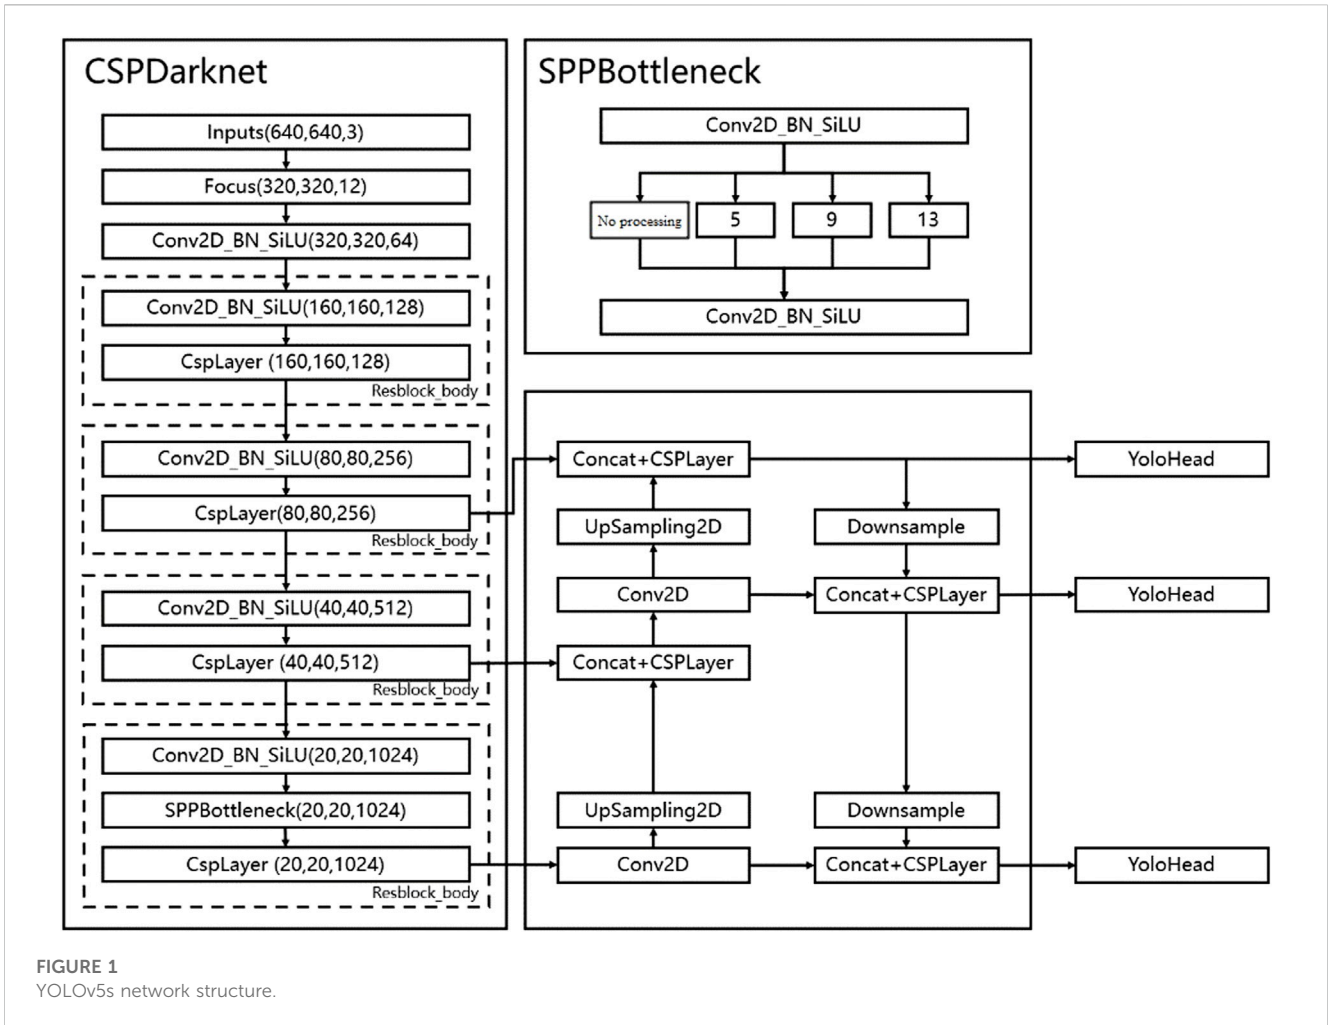 CSPDarknet
Inputs(640,640,3)
Focus(320,320,12)
Conv2D_BN_SiLU(320,320,64)
Conv2D_BN_SiLU(160,160,128)
CspLayer (160,160,128)
Resblock_body
Conv2D_BN_SiLU(80,80,256)
CspLayer(80,80,256)
Resblock_body
Conv2D_BN_SiLU(40,40,512)
CspLayer (40,40,512)
Resblock_body
Conv2D_BN_SiLU(20,20,1024)
SPPBottleneck(20,20,1024)
CspLayer (20,20,1024)
Resblock_body
SPPBottleneck
Conv2D_BN_SiLU
No processing
5
9
13
Conv2D_BN_SiLU
Concat+CSPLayer
UpSampling2D
Conv2D
Concat+CSPLayer
UpSampling2D
Conv2D
Downsample
Concat+CSPLayer
Downsample
Concat+CSPLayer
YoloHead
YoloHead
YoloHead
FIGURE 1
YOLOv5s network structure.